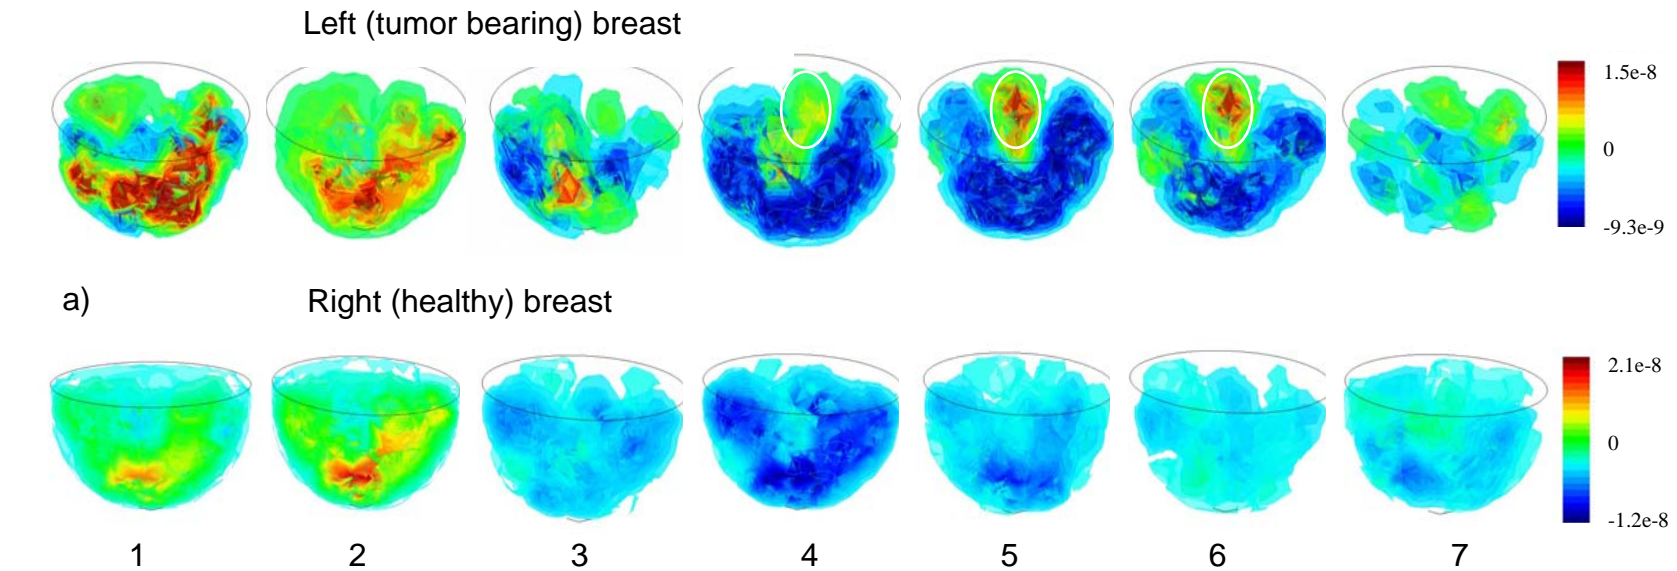 Left (tumor bearing) breast
1.5e-8
0
-9.3e-9
a)
Right (healthy) breast
2.1e-8
0
-1.2e-8
1 2 3 4 5 6 7